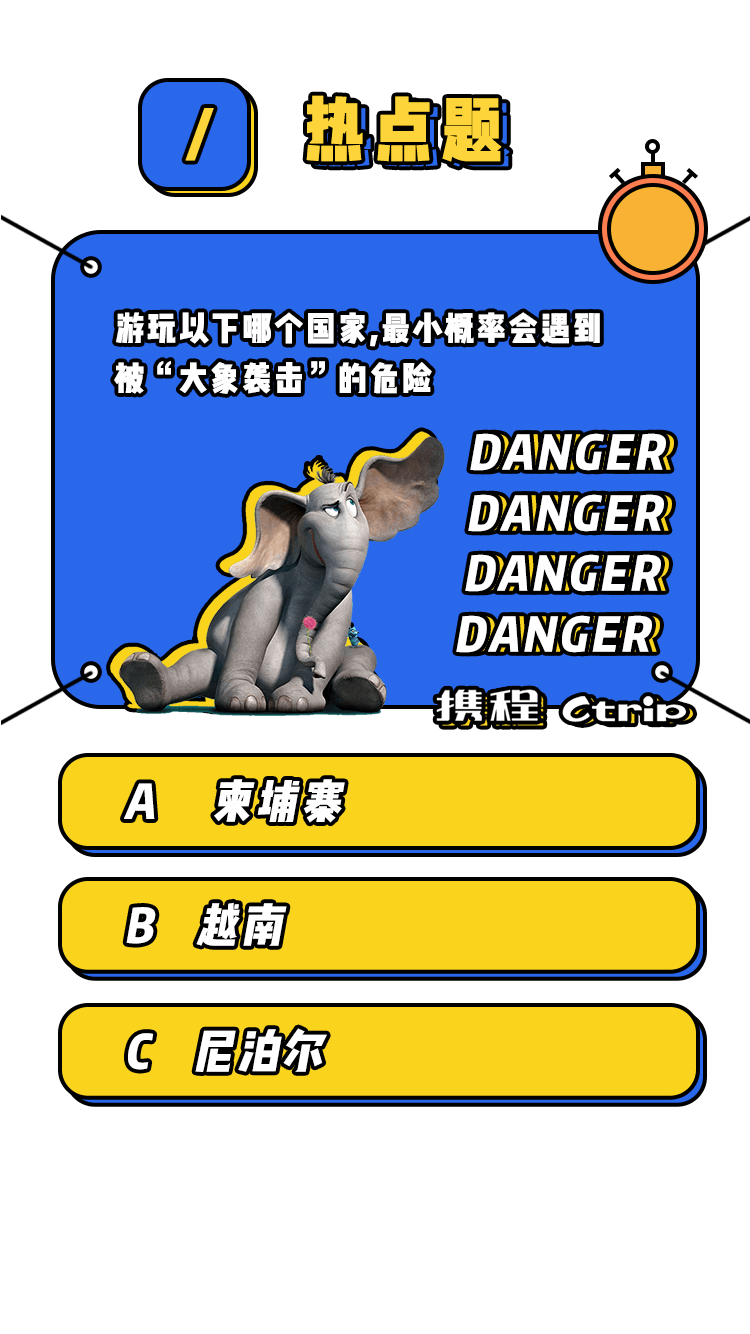 / 热点题
游玩以下哪个国家,最小概率会遇到
被“大象袭击”的危险
DANGER
DANGER
DANGER
DANGER
携程 Ctrip
A 柬埔寨
B 越南
C 尼泊尔